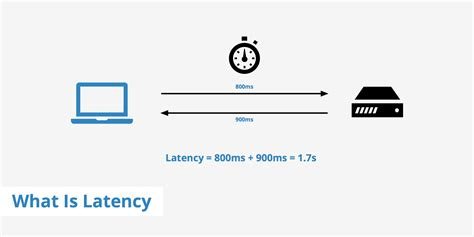 800ms
900ms
Latency = 800ms + 900ms = 1.7s
What Is Latency